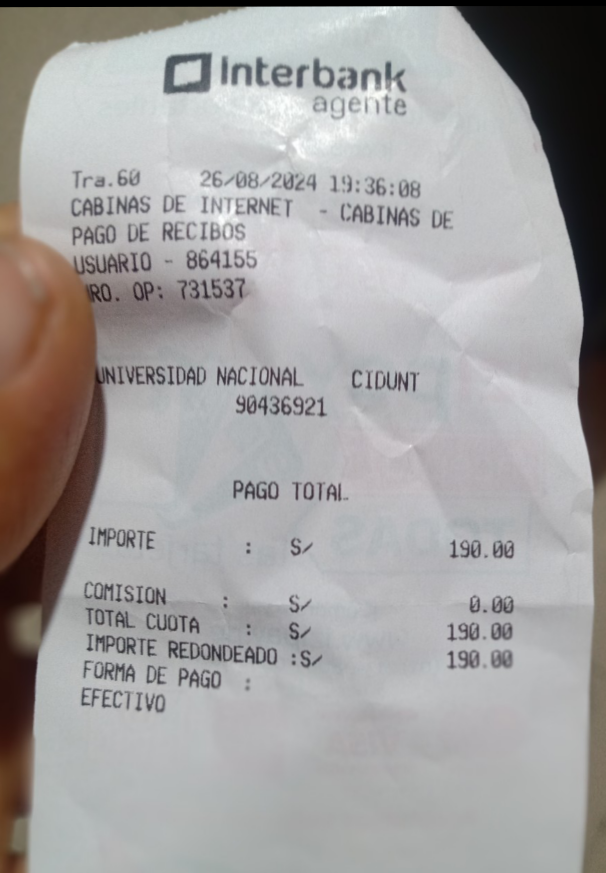 Interbank
agente
Tra.60 26/08/2024 19:36:08
CABINAS DE INTERNET - CABINAS DE
PAGO DE RECIBOS
USUARIO - 864155
NRO. OP: 731537
UNIVERSIDAD NACIONAL CIDUNT
90436921
PAGO TOTAL
IMPORTE : S/ 190.00
COMISION : S/ 0.00
TOTAL CUOTA : S/ 190.00
IMPORTE REDONDEADO :S/ 190.00
FORMA DE PAGO :
EFECTIVO